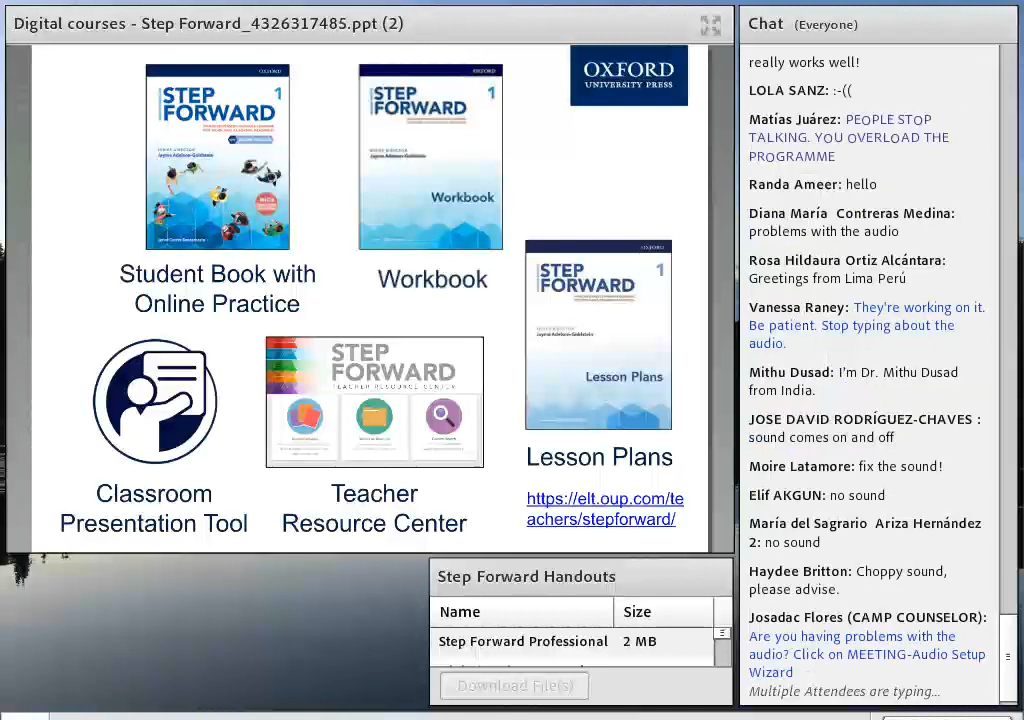 Digital courses - Step Forward_4326317485.ppt (2)
OXFORD
UNIVERSITY PRESS
OXFORD
STEP
FORWARD
1
OXFORD
STEP
FORWARD
1
Workbook
Student Book with
Online Practice
Workbook
OXFORD
STEP
FORWARD
1
Lesson Plans
STEP
FORWARD
TEACHER RESOURCE CENTER
Lesson Plans
Classroom
Presentation Tool
Teacher
Resource Center
https://elt.oup.com/te
achers/stepforward/
Step Forward Handouts
Name
Size
Step Forward Professional
2 MB
Download File(s)
Chat (Everyone)
really works well!
LOLA SANZ: :-((
Matías Juárez: PEOPLE STOP
TALKING. YOU OVERLOAD THE
PROGRAMME
Randa Ameer: hello
Diana María Contreras Medina:
problems with the audio
Rosa Hildaura Ortiz Alcántara:
Greetings from Lima Perú
Vanessa Raney: They're working on it.
Be patient. Stop typing about the
audio.
Mithu Dusad: I'm Dr. Mithu Dusad
from India.
JOSE DAVID RODRÍGUEZ-CHAVES :
sound comes on and off
Moire Latamore: fix the sound!
Elif AKGUN: no sound
María del Sagrario Ariza Hernández
2: no sound
Haydee Britton: Choppy sound,
please advise.
Josadac Flores (CAMP COUNSELOR):
Are you having problems with the
audio? Click on MEETING-Audio Setup
Wizard
Multiple Attendees are typing...